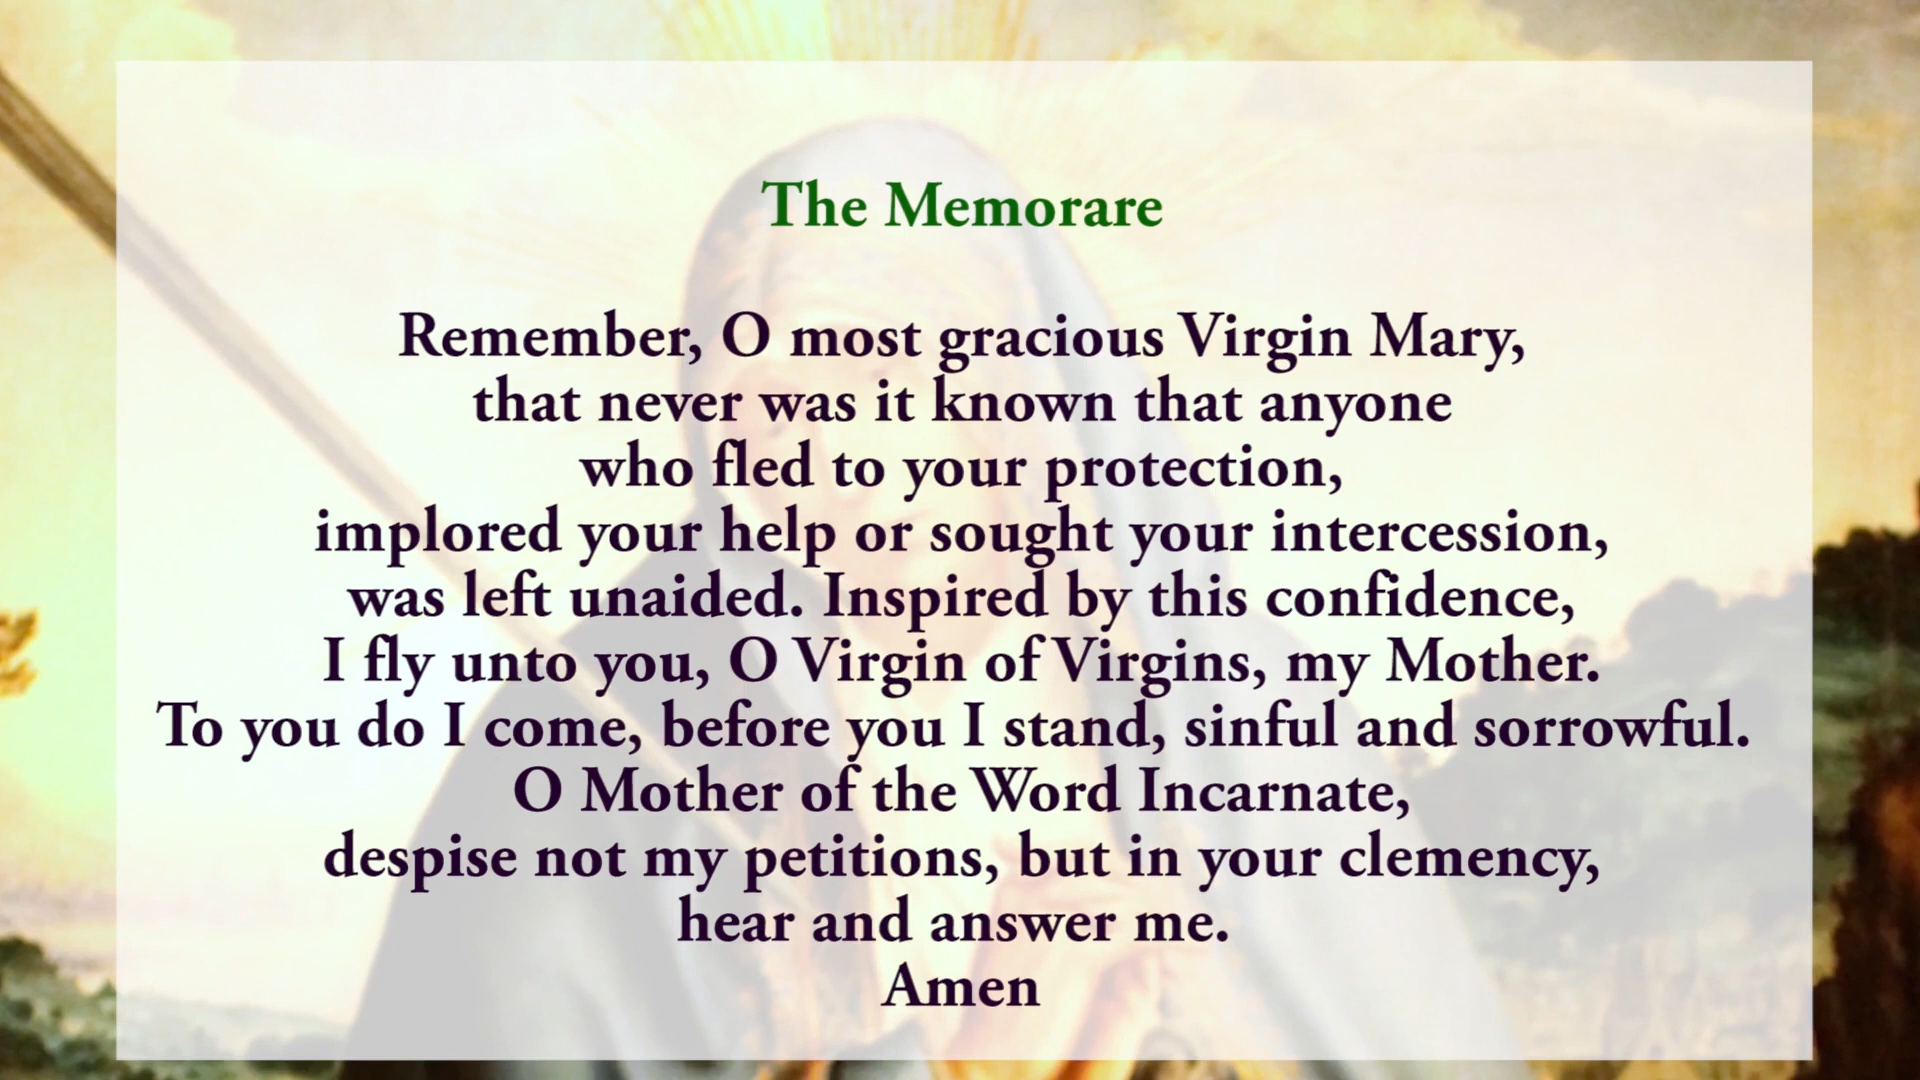 The Memorare
Remember, O most gracious Virgin Mary,
that never was it known that anyone
who fled to your protection,
implored your help or sought your intercession,
was left unaided. Inspired by this confidence,
I fly unto you, O Virgin of Virgins, my Mother.
To you do I come, before you I stand, sinful and sorrowful.
O Mother of the Word Incarnate,
despise not my petitions, but in your clemency,
hear and answer me.
Amen